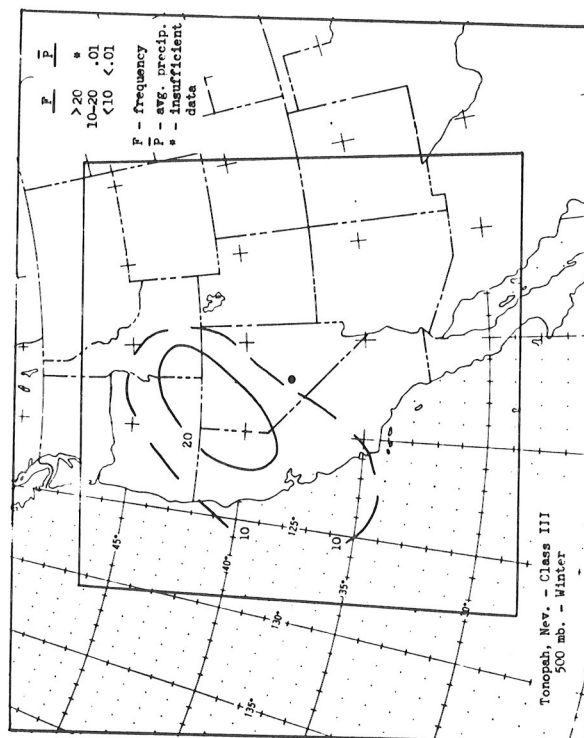 F P
>20 *
10-20 .01
<10 <.01
F - frequency
P - avg. precip.
* - insufficient
data
20
10
10
45°
40°
35°
30°
125°
130°
135°
Tonopah, Nev. - Class III
500 mb. - Winter